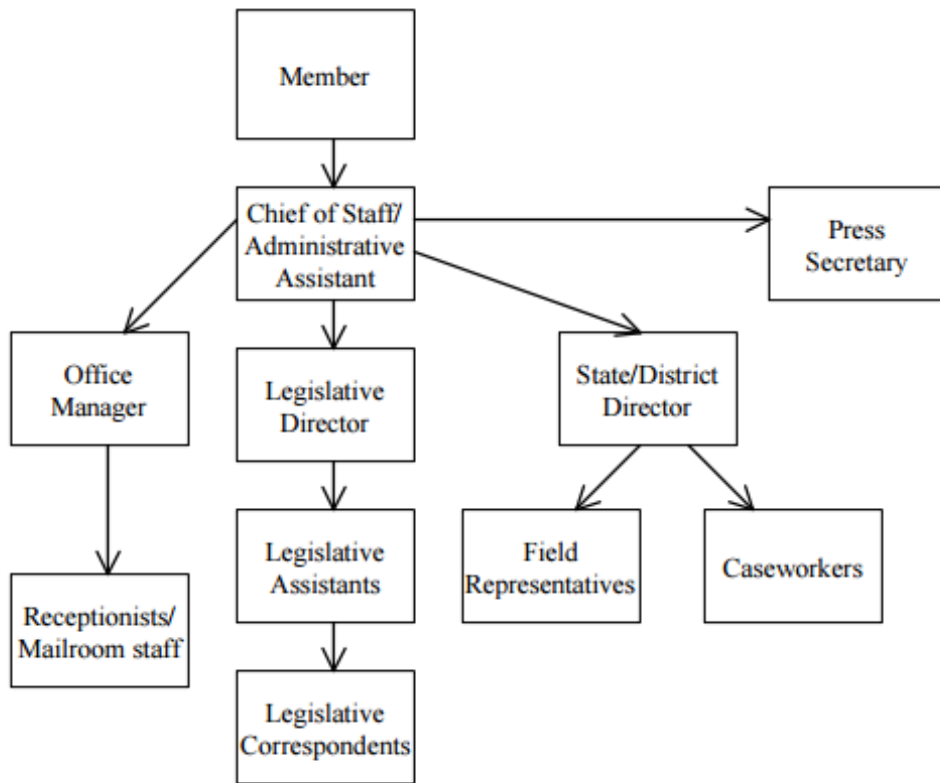 Member
Chief of Staff/
Administrative
Assistant
Press
Secretary
Office
Manager
Legislative
Director
State/District
Director
Receptionists/
Mailroom staff
Legislative
Assistants
Field
Representatives
Caseworkers
Legislative
Correspondents